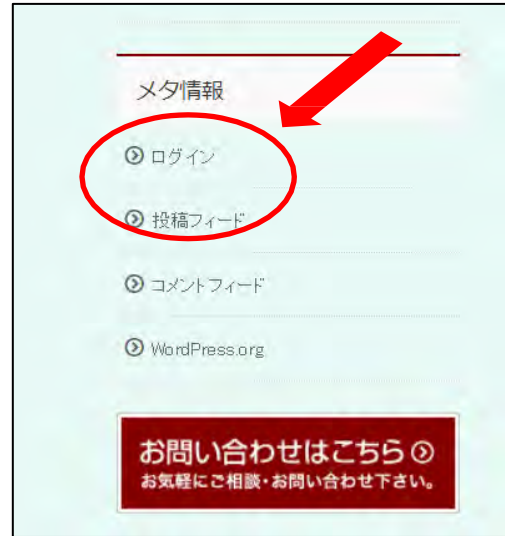 メタ情報
ログイン
投稿フィード
コメントフィード
WordPress.org
お問い合わせはこちら
お気軽にご相談・お問い合わせ下さい。